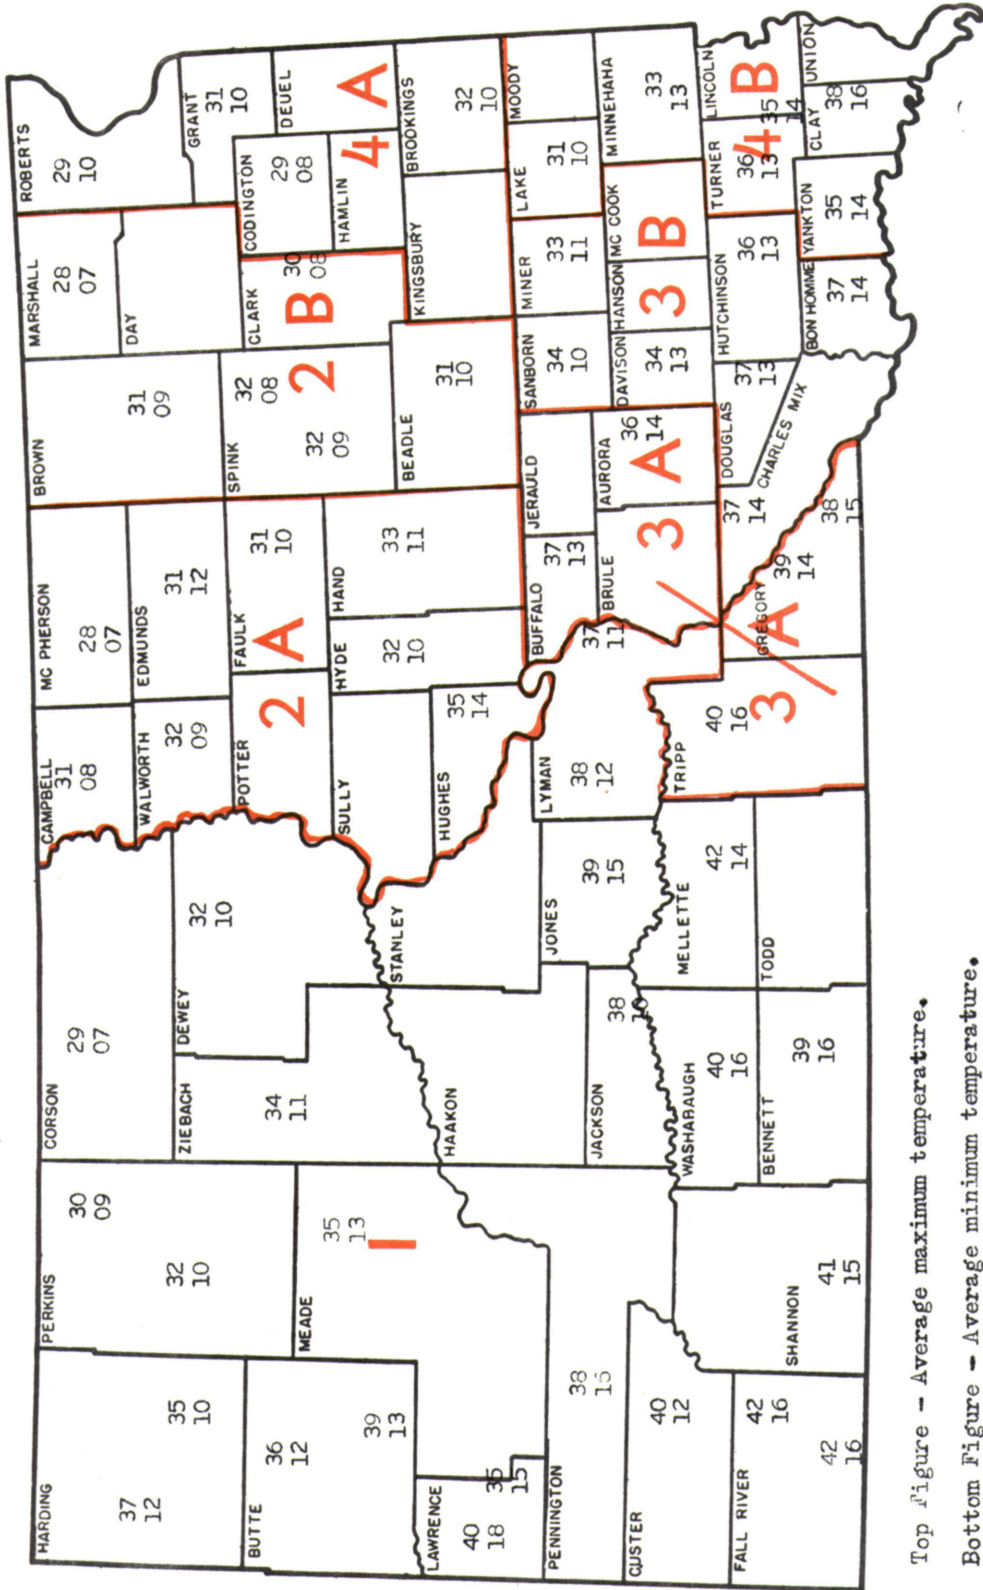 HARDING
37
12
35
10
PERKINS
30
09
32
10
CORSON
29
07
CAMPBELL
31
08
MC PHERSON
28
07
BROWN
31
09
MARSHALL
28
07
ROBERTS
29
10
BUTTE
36
12
39
13
MEADE
35
13
1
ZIEBACH
34
11
DEWEY
32
10
WALWORTH
32
09
EDMUNDS
31
12
DAY
GRANT
31
10
POTTER
2 A
FAULK
31
10
SPINK
32
08
32
09
2 B
CLARK
30
08
CODINGTON
29
08
DEUEL
HAMLIN
4 A
LAWRENCE
40
18
35
15
HAAKON
STANLEY
SULLY
HUGHES
35
14
HYDE
32
10
HAND
33
11
BEADLE
31
10
KINGSBURY
BROOKINGS
32
10
PENNINGTON
38
15
JACKSON
38
JONES
39
15
LYMAN
38
12
37
11
BUFFALO
37
13
JERAULD
SANBORN
34
10
MINER
33
11
LAKE
31
10
MOODY
BRULE
AURORA
36
14
3 A
DAVISON
34
13
HANSON
MC COOK
3 B
MINNEHAHA
33
13
CUSTER
40
12
WASHABAUGH
40
16
MELLETTE
42
14
TRIPP
40
16
3 A
GREGORY
39
14
38
15
CHARLES MIX
37
14
DOUGLAS
37
13
HUTCHINSON
36
13
TURNER
36
13
LINCOLN
35
14
4 B
FALL RIVER
42
16
42
16
SHANNON
41
15
BENNETT
39
16
TODD
BON HOMME
37
14
YANKTON
35
14
CLAY
38
16
UNION
Top Figure - Average maximum temperature.
Bottom Figure - Average minimum temperature.